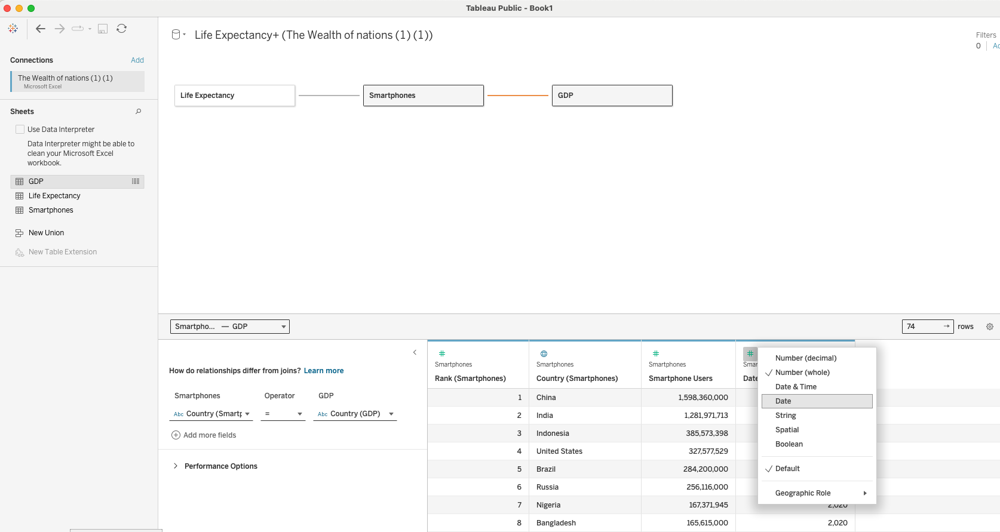 Tableau Public - Book1
Life Expectancy+ (The Wealth of nations (1) (1))
Filters
0
Connections
Add
The Wealth of nations (1) (1)
Microsoft Excel
Sheets
Use Data Interpreter
Data Interpreter might be able to
clean your Microsoft Excel
workbook.
GDP
Life Expectancy
Smartphones
New Union
New Table Extension
Life Expectancy
Smartphones
GDP
Smartpho... — GDP
74 → rows
How do relationships differ from joins? Learn more
Smartphones Operator GDP
Abc Country (Smartp = Abc Country (GDP)
Add more fields
Performance Options
# # #
Smartphones Smartphones Smartphones Smar
Rank (Smartphones) Country (Smartphones) Smartphone Users Date
1 China 1,598,360,000
2 India 1,281,971,713
3 Indonesia 385,573,398
4 United States 327,577,529
5 Brazil 284,200,000
6 Russia 256,116,000
7 Nigeria 167,371,945 2,020
8 Bangladesh 165,615,000 2,020
Number (decimal)
Number (whole)
Date & Time
Date
String
Spatial
Boolean
Default
Geographic Role